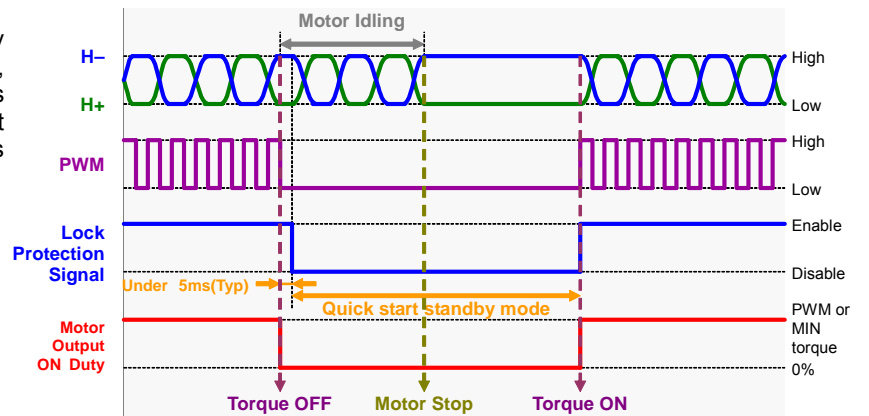 Motor Idling
y
,
s
t
s
H–
High
H+
Low
PWM
High
Low
Lock
Protection
Signal
Enable
Disable
Under 5ms(Typ)
Quick start standby mode
Motor
Output
ON Duty
PWM or
MIN
torque
0%
Torque OFF
Motor Stop
Torque ON